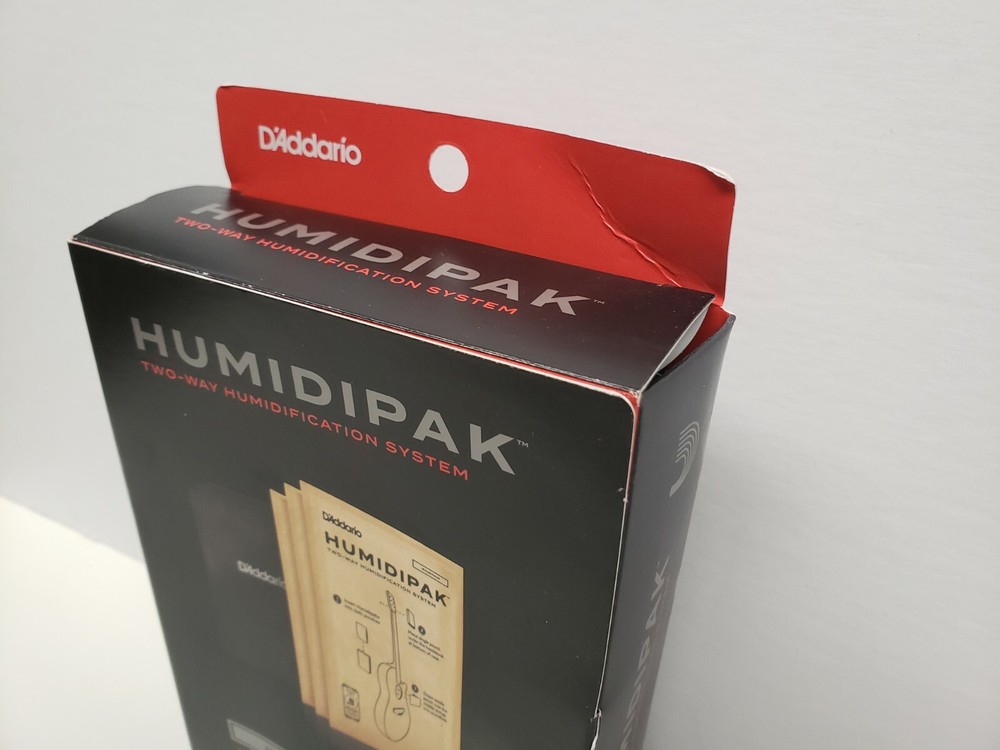 D'Addario
HUMIDIPAK™
TWO-WAY HUMIDIFICATION SYSTEM
HUMIDIPAK™
TWO-WAY HUMIDIFICATION SYSTEM
D'Addario
HUMIDIPAK™
TWO-WAY HUMIDIFICATION SYSTEM
D'Addario
HUMIDIPAK